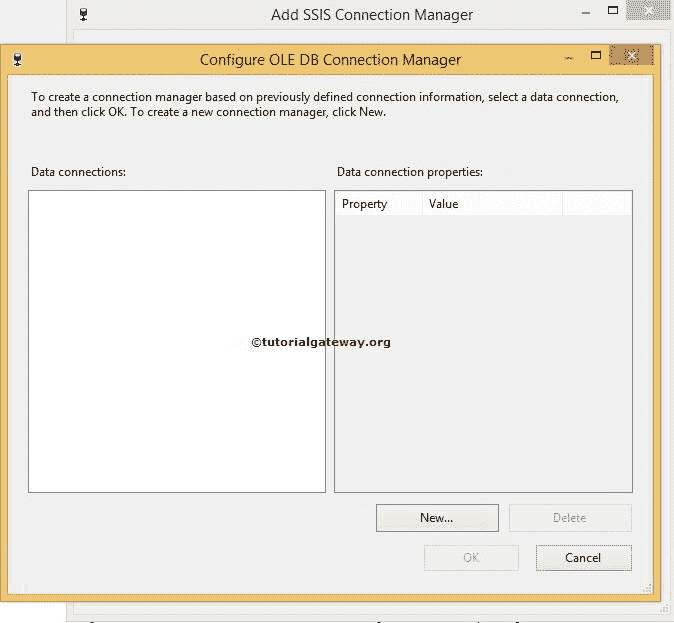 Add SSIS Connection Manager
Configure OLE DB Connection Manager
To create a connection manager based on previously defined connection information, select a data connection,
and then click OK. To create a new connection manager, click New.
Data connections:
Data connection properties:
Property
Value
©tutorialgateway.org
New...
Delete
OK
Cancel